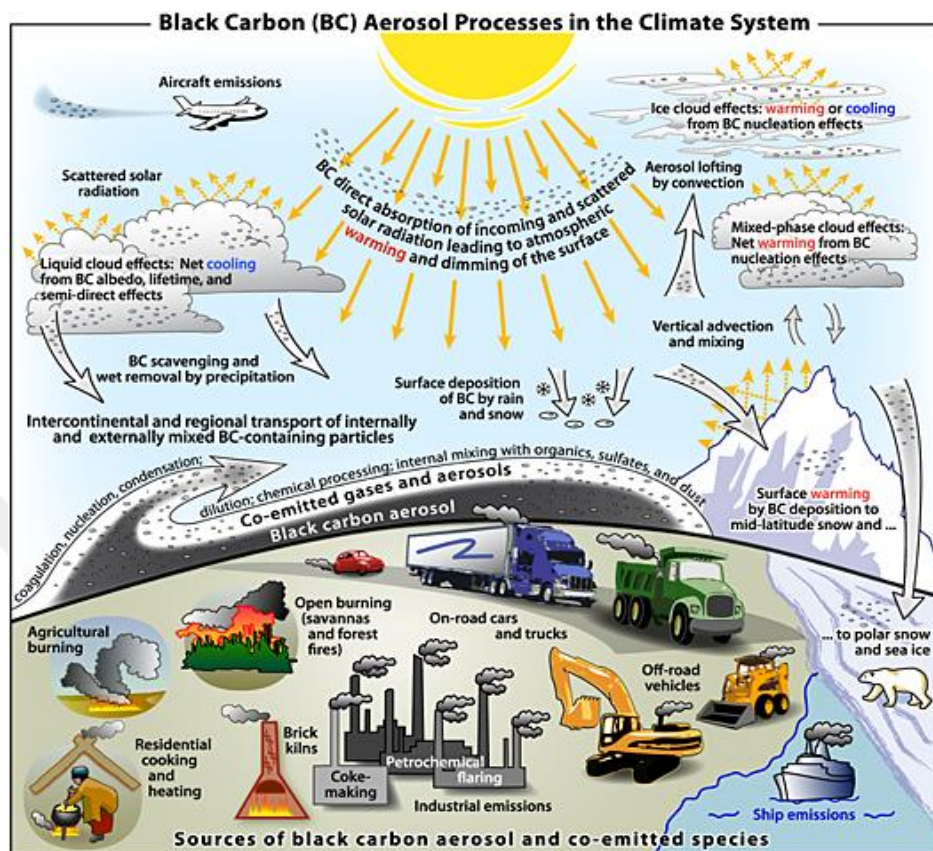 Black Carbon (BC) Aerosol Processes in the Climate System
Aircraft emissions
Ice cloud effects: warming or cooling
from BC nucleation effects
Scattered solar
radiation
BC direct absorption of incoming and scattered
solar radiation leading to atmospheric
warming and dimming of the surface
Aerosol lofting
by convection
Mixed-phase cloud effects:
Net warming from BC
nucleation effects
Liquid cloud effects: Net cooling
from BC albedo, lifetime, and
semi-direct effects
Vertical advection
and mixing
BC scavenging and
wet removal by precipitation
Surface deposition
of BC by rain
and snow
Intercontinental and regional transport of internally
and externally mixed BC-containing particles
coagulation, nucleation, condensation;
dilution; chemical processing; internal mixing with organics, sulfates, and dust
Co-emitted gases and aerosols
Black carbon aerosol
Surface warming
by BC deposition to
mid-latitude snow and ...
... to polar snow
and sea ice
Agricultural
burning
Open burning
(savannas
and forest
fires)
On-road cars
and trucks
Off-road
vehicles
Residential
cooking
and
heating
Brick
kilns
Coke-
making
Petrochemical
flaring
Industrial emissions
Ship emissions
Sources of black carbon aerosol and co-emitted species